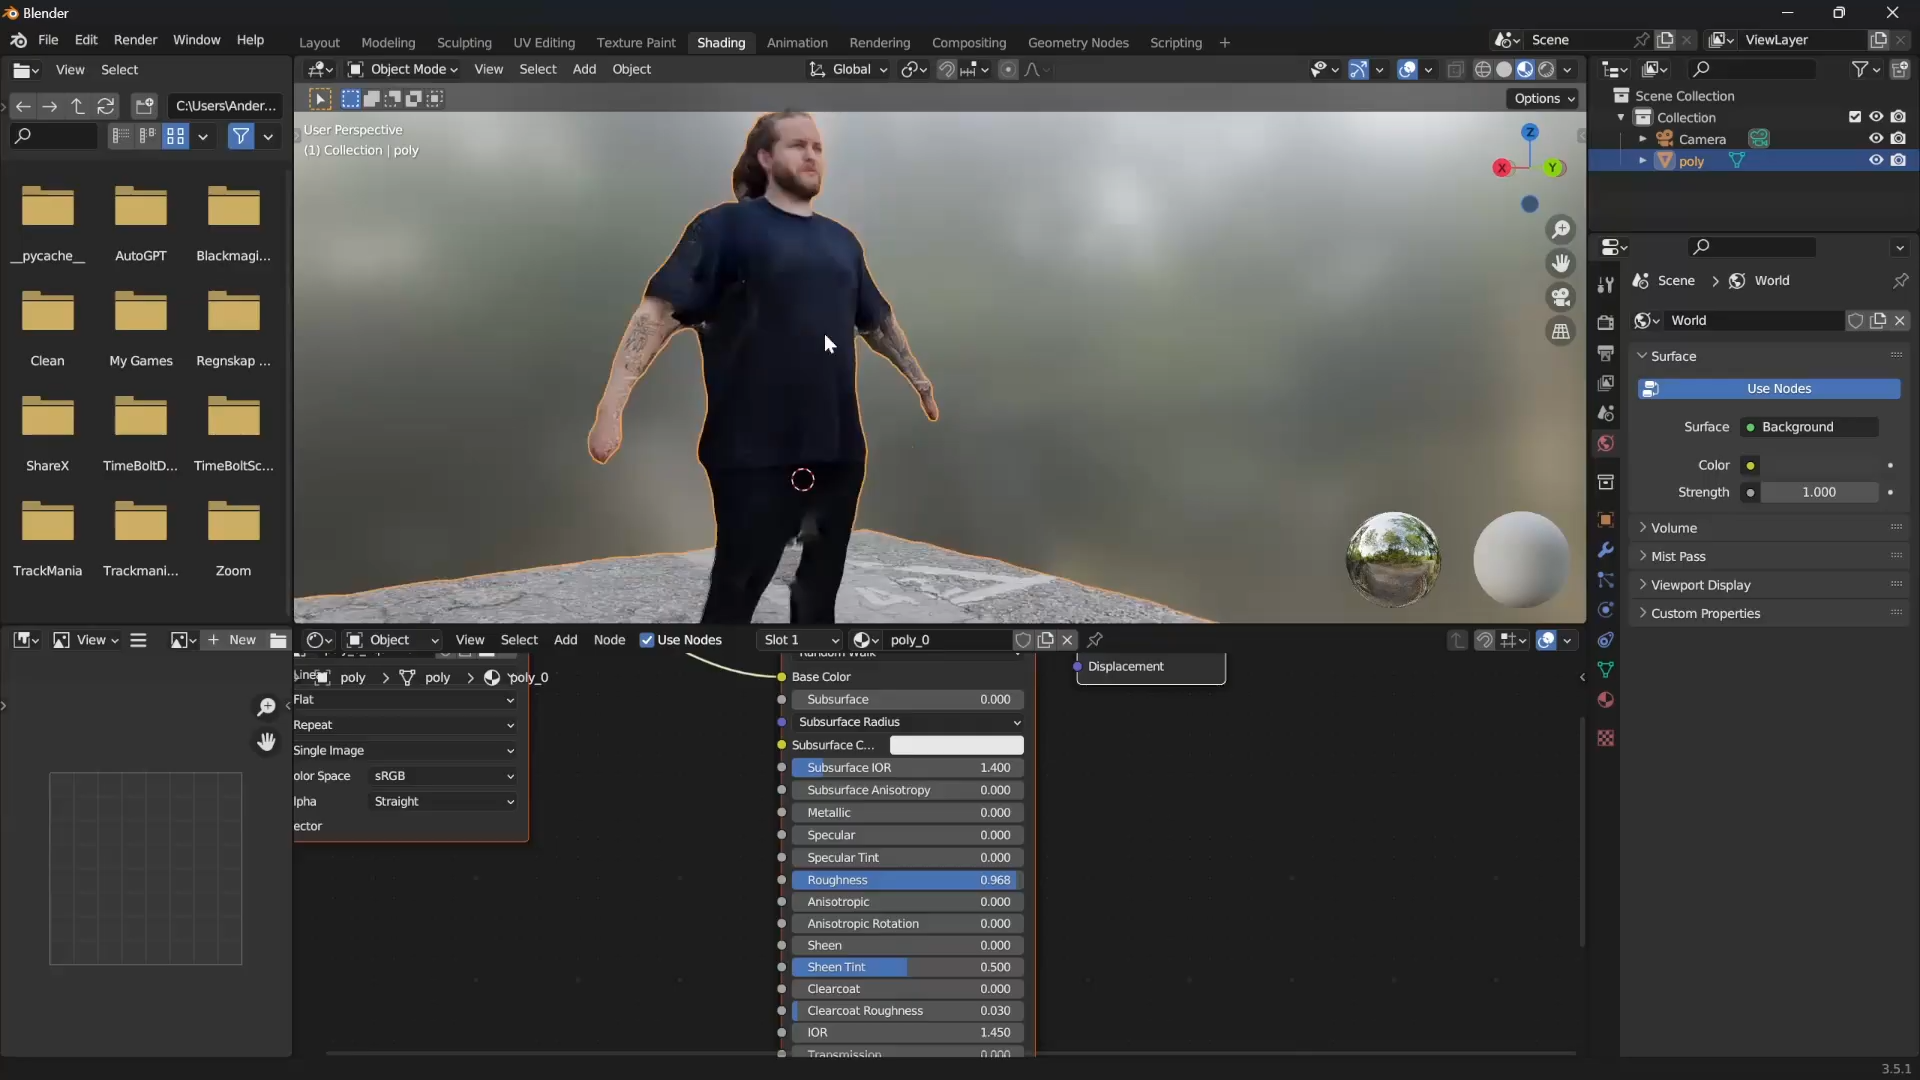 Blender
File Edit Render Window Help
Layout Modeling Sculpting UV Editing Texture Paint Shading Animation Rendering Compositing Geometry Nodes Scripting +
Scene
ViewLayer
View Select
Object Mode View Select Add Object
Global
C:\Users\Ander...
Options
User Perspective
(1) Collection | poly
Z
X
Y
Scene Collection
Collection
Camera
poly
__pycache__ AutoGPT Blackmagi...
Clean My Games Regnskap ...
ShareX TimeBoltD... TimeBoltSc...
TrackMania Trackmani... Zoom
Scene > World
World
Surface
Use Nodes
Surface Background
Color
Strength 1.000
Volume
Mist Pass
Viewport Display
Custom Properties
View
+ New
Object View Select Add Node Use Nodes
Slot 1
poly_0
poly > poly > poly_0
Linear
Flat
Repeat
Single Image
olor Space sRGB
lpha Straight
ector
Random Walk
Base Color
Subsurface 0.000
Subsurface Radius
Subsurface C...
Subsurface IOR 1.400
Subsurface Anisotropy 0.000
Metallic 0.000
Specular 0.000
Specular Tint 0.000
Roughness 0.968
Anisotropic 0.000
Anisotropic Rotation 0.000
Sheen 0.000
Sheen Tint 0.500
Clearcoat 0.000
Clearcoat Roughness 0.030
IOR 1.450
Transmission 0.000
Displacement
3.5.1